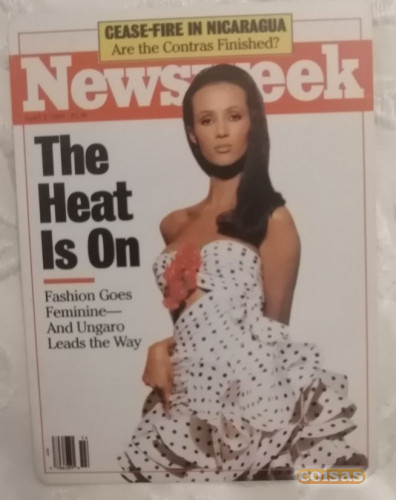 CEASE-FIRE IN NICARAGUA
Are the Contras Finished?
Newsweek
The
Heat
Is On
Fashion Goes
Feminine—
And Ungaro
Leads the Way
coisas